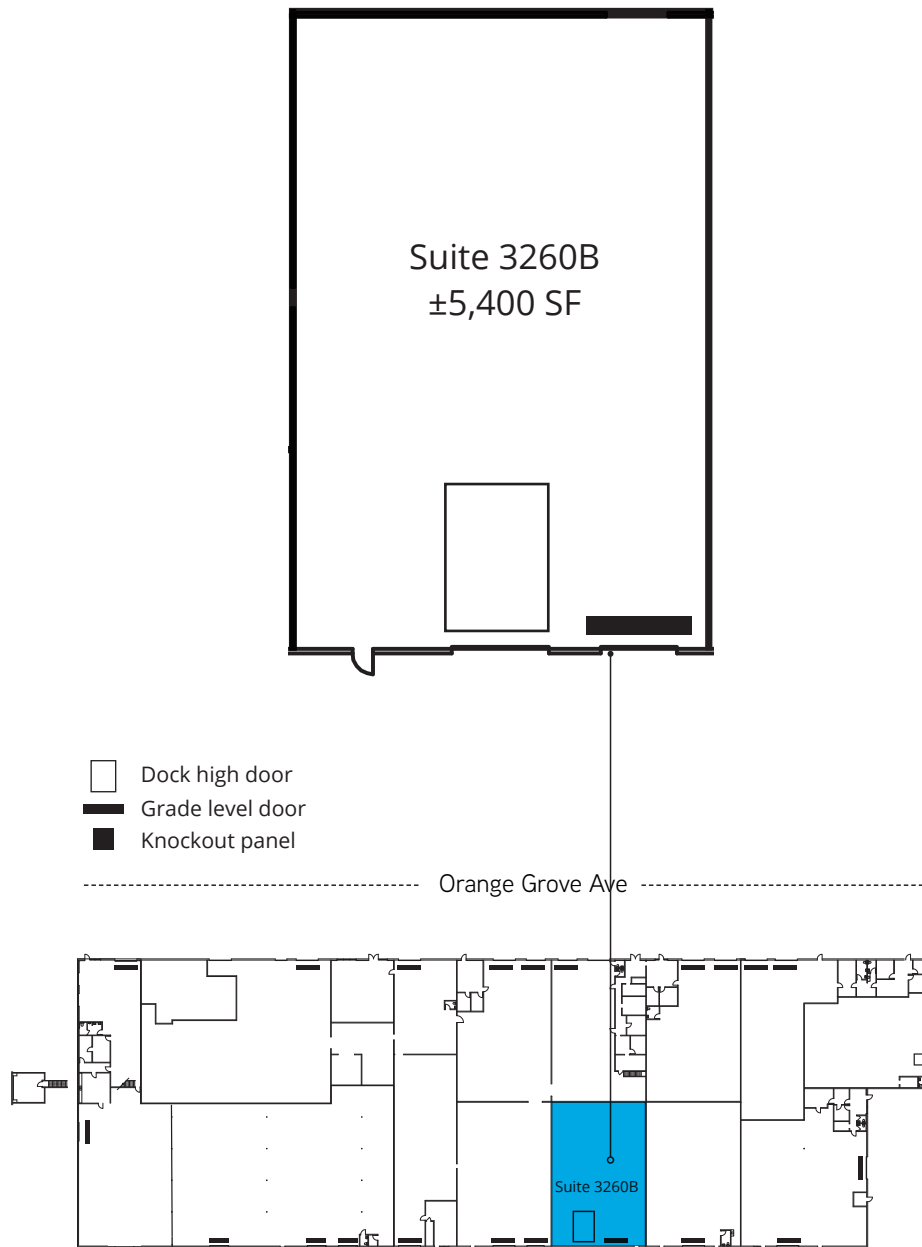 Suite 3260B
±5,400 SF
Dock high door
Grade level door
Knockout panel
Orange Grove Ave
Suite 3260B